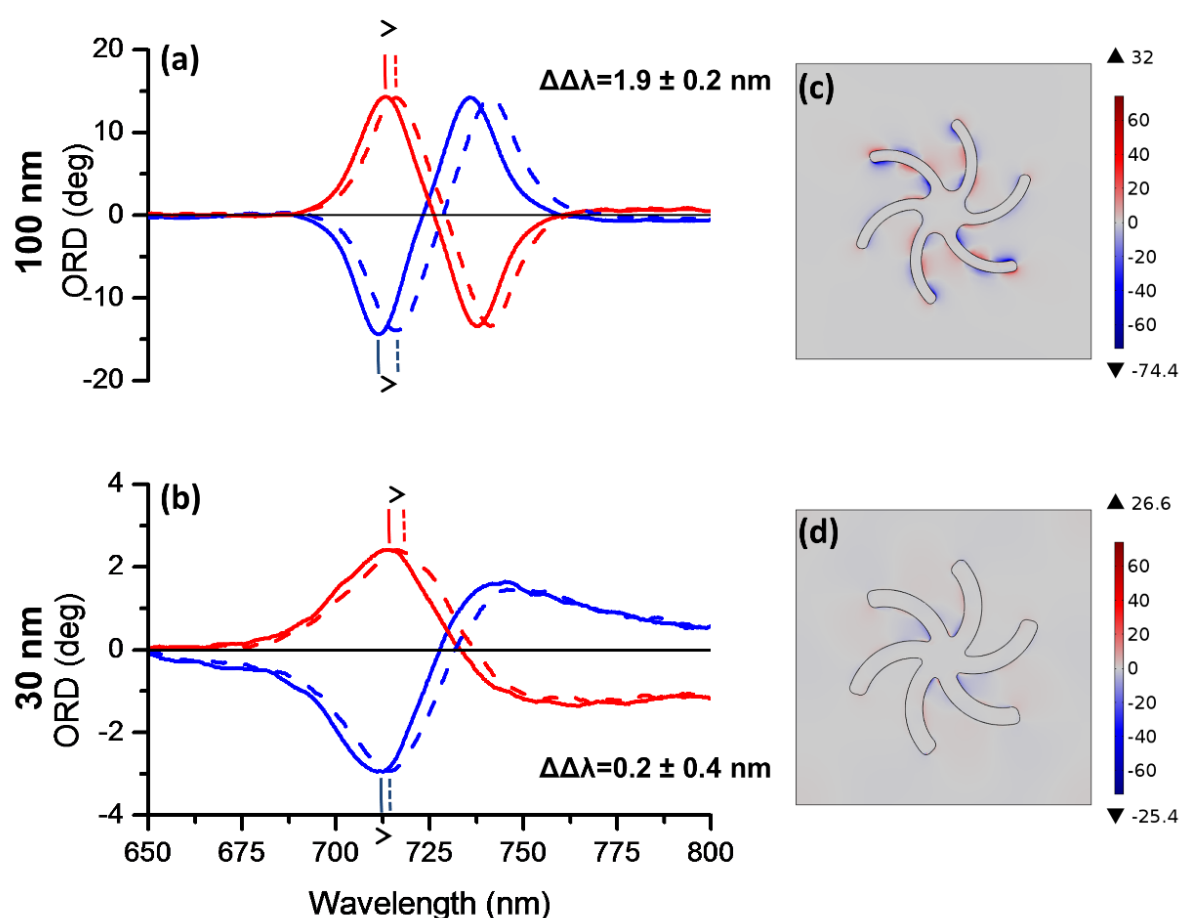 (a)
ΔΔλ=1.9 ± 0.2 nm
100 nm
ORD (deg)
20
10
0
-10
-20
>
>
(c)
32
60
40
20
0
-20
-40
-60
-74.4
(b)
ΔΔλ=0.2 ± 0.4 nm
30 nm
ORD (deg)
4
2
0
-2
-4
>
>
650 675 700 725 750 775 800
Wavelength (nm)
(d)
26.6
60
40
20
0
-20
-40
-60
-25.4